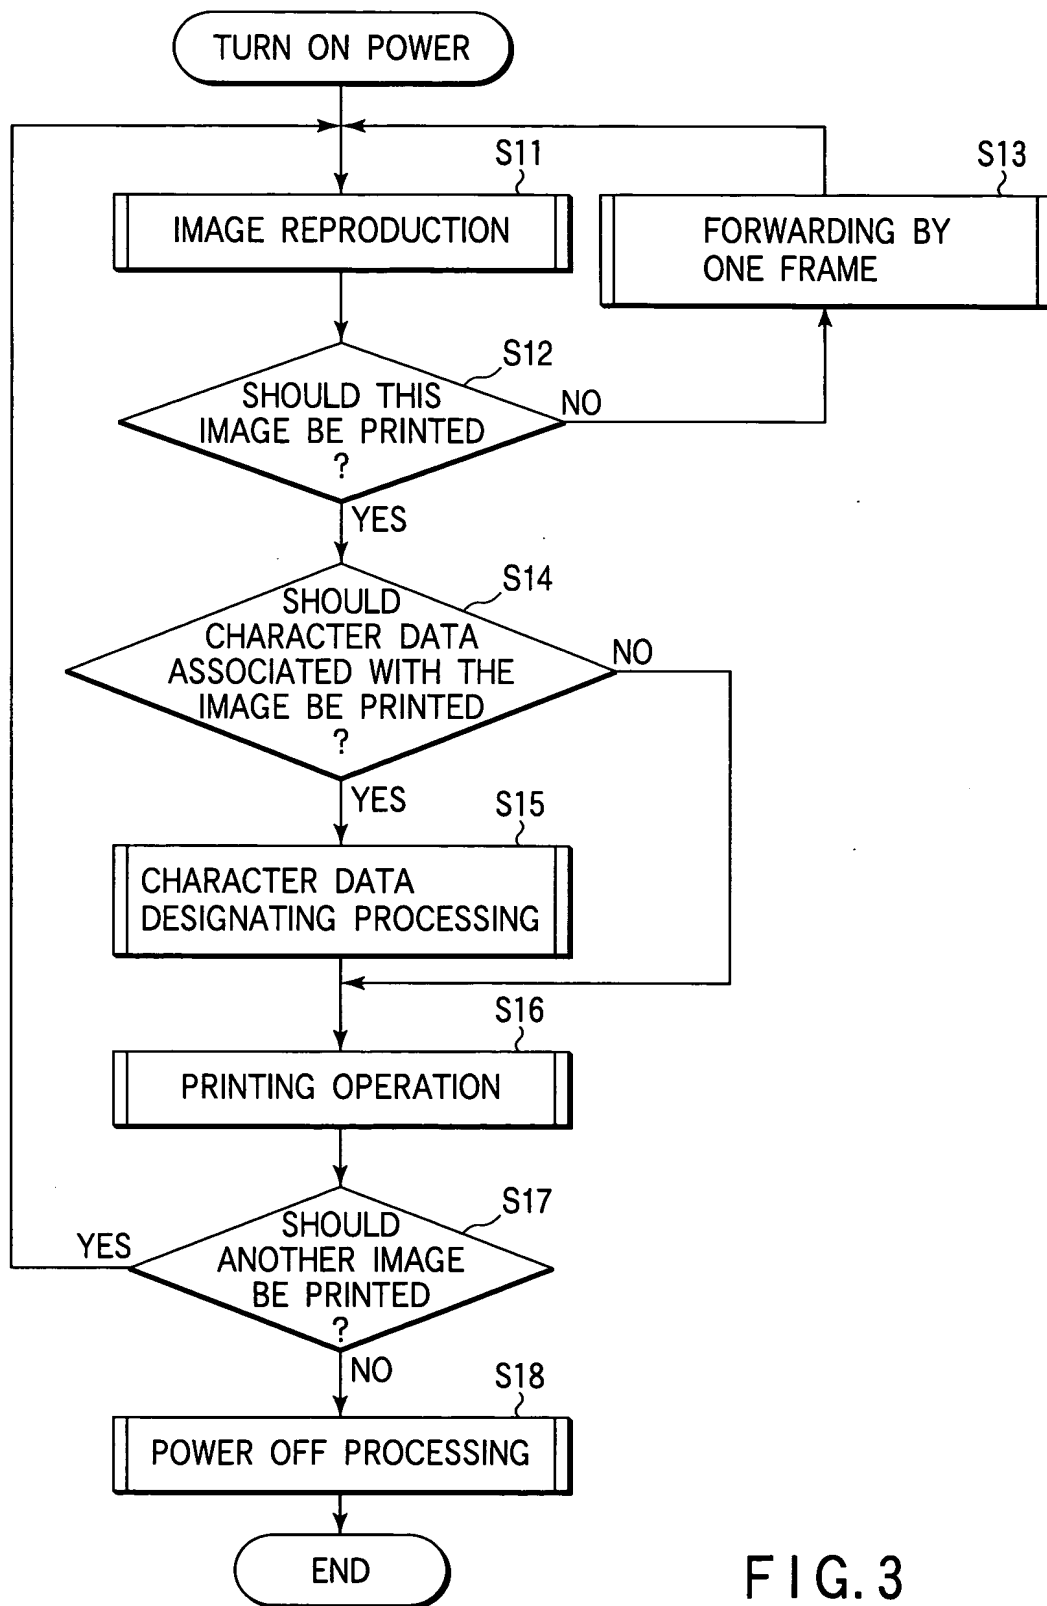 TURN ON POWER
S11
IMAGE REPRODUCTION
S13
FORWARDING BY
ONE FRAME
S12
SHOULD THIS
IMAGE BE PRINTED
?
NO
YES
S14
SHOULD
CHARACTER DATA
ASSOCIATED WITH THE
IMAGE BE PRINTED
?
NO
YES
S15
CHARACTER DATA
DESIGNATING PROCESSING
S16
PRINTING OPERATION
S17
SHOULD
ANOTHER IMAGE
BE PRINTED
?
YES
NO
S18
POWER OFF PROCESSING
END
FIG. 3